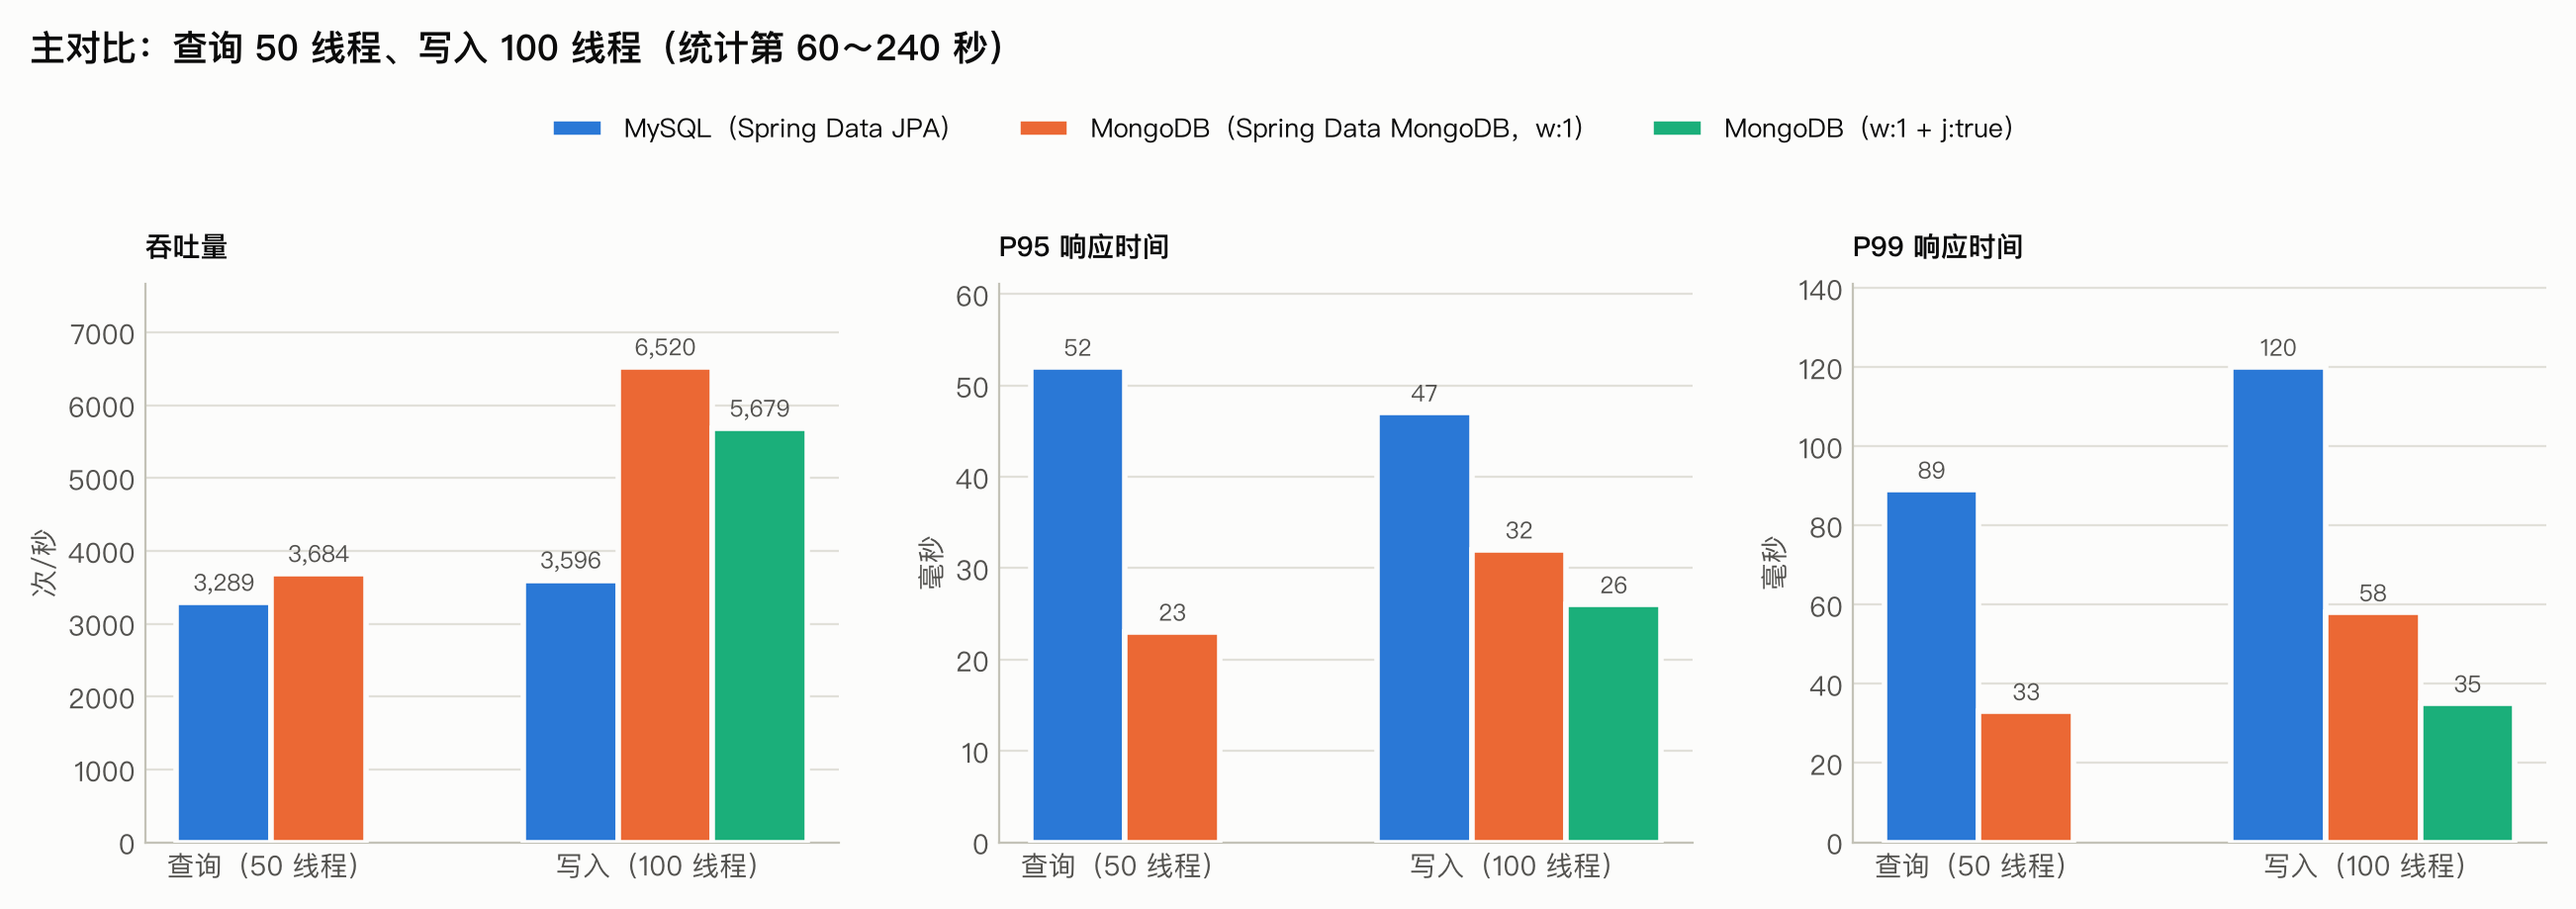 主对比：查询 50 线程、写入 100 线程（统计第 60～240 秒）
MySQL（Spring Data JPA）
MongoDB（Spring Data MongoDB，w:1）
MongoDB（w:1 + j:true）
吞吐量
次/秒
7000
6000
5000
4000
3000
2000
1000
0
3,289
3,684
3,596
6,520
5,679
查询（50 线程）
写入（100 线程）
P95 响应时间
毫秒
60
50
40
30
20
10
0
52
23
47
32
26
查询（50 线程）
写入（100 线程）
P99 响应时间
毫秒
140
120
100
80
60
40
20
0
89
33
120
58
35
查询（50 线程）
写入（100 线程）